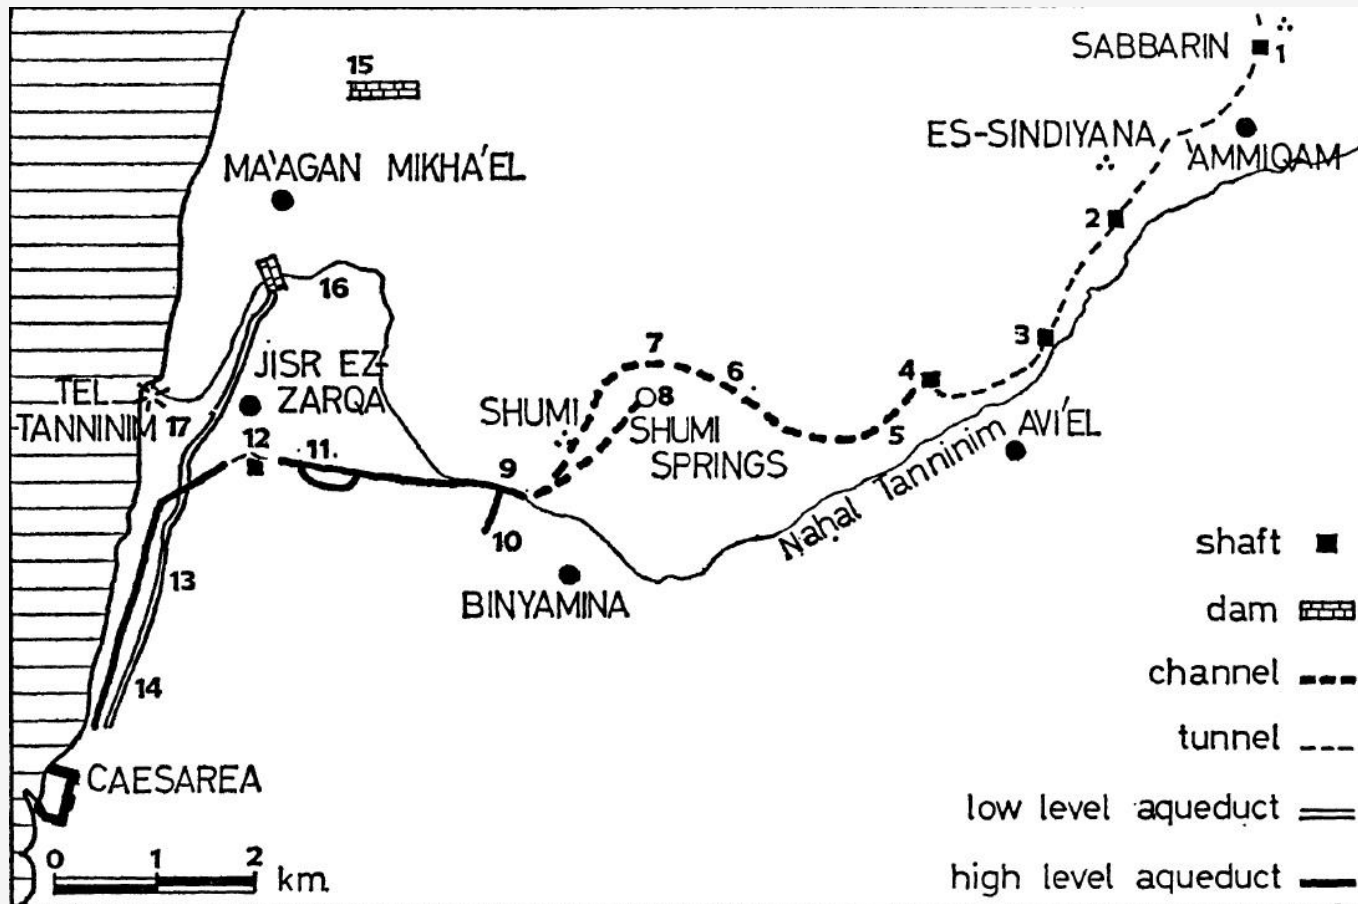 SABBARIN
1
15
ES-SINDIYANA
'AMMIQAM
MA'AGAN MIKHA'EL
2
16
3
7
JISR EZ-
ZARQA
4
6
TEL
-TANNINIM
17
8
SHUMI
SHUMI
SPRINGS
5
AVI'EL
12
11.
9
Nahal Tanninim
10
shaft
13
BINYAMINA
dam
channel
14
tunnel
CAESAREA
low level aqueduct
0 1 2
km.
high level aqueduct